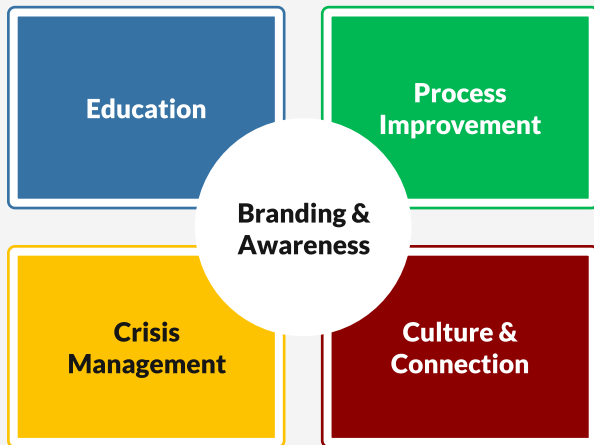 Education
Process
Improvement
Branding &
Awareness
Crisis
Management
Culture &
Connection